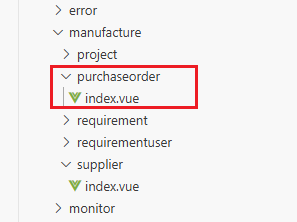 error
manufacture
project
purchaseorder
index.vue
requirement
requirementuser
supplier
index.vue
monitor